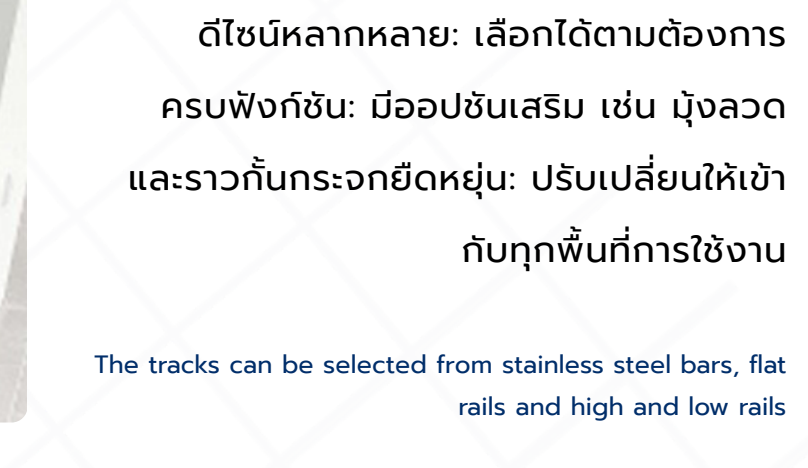 ดีไซน์หลากหลาย: เลือกได้ตามต้องการ
ครบฟังก์ชัน: มีออปชันเสริม เช่น มุ้งลวด
และราวกั้นกระจกยืดหยุ่น: ปรับเปลี่ยนให้เข้า
กับทุกพื้นที่การใช้งาน
The tracks can be selected from stainless steel bars, flat
rails and high and low rails